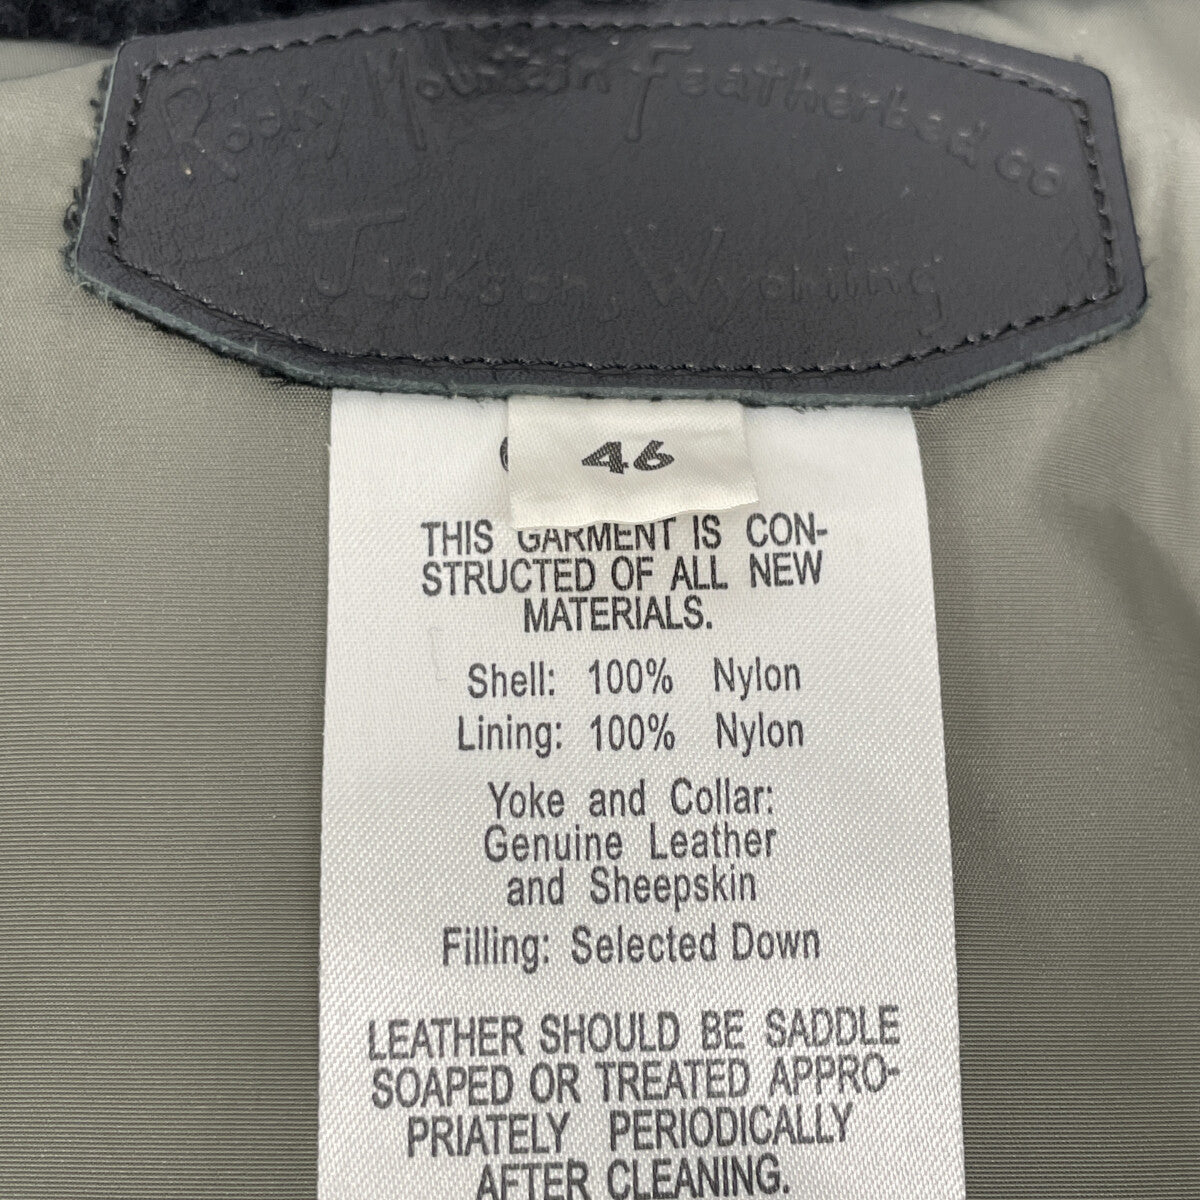 Rocky Mountain Featherbed co
Jackson, Wyoming
46
THIS GARMENT IS CON-
STRUCTED OF ALL NEW
MATERIALS.
Shell: 100% Nylon
Lining: 100% Nylon
Yoke and Collar:
Genuine Leather
and Sheepskin
Filling: Selected Down
LEATHER SHOULD BE SADDLE
SOAPED OR TREATED APPRO-
PRIATELY PERIODICALLY
AFTER CLEANING.